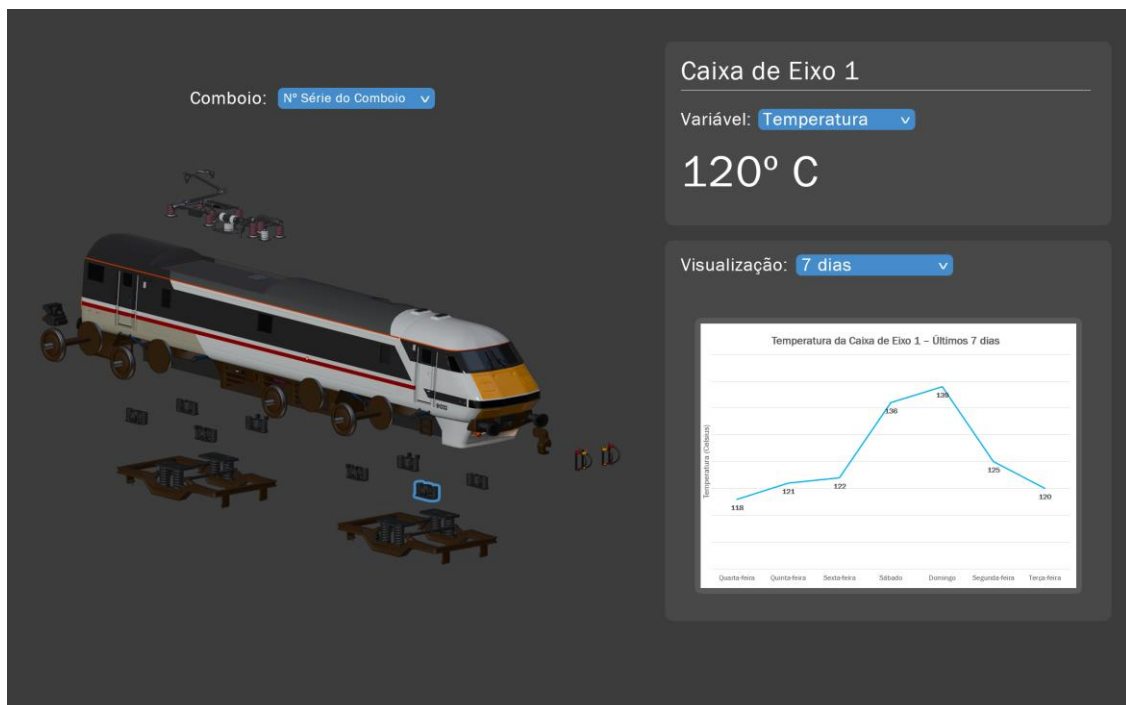 Comboio: Nº Série do Comboio
Caixa de Eixo 1
Variável: Temperatura
120º C
Visualização: 7 dias
Temperatura da Caixa de Eixo 1 – Últimos 7 dias
Temperatura (Celsius)
118
121
122
136
139
125
120
Quarta-feira Quinta-feira Sexta-feira Sábado Domingo Segunda-feira Terça-feira